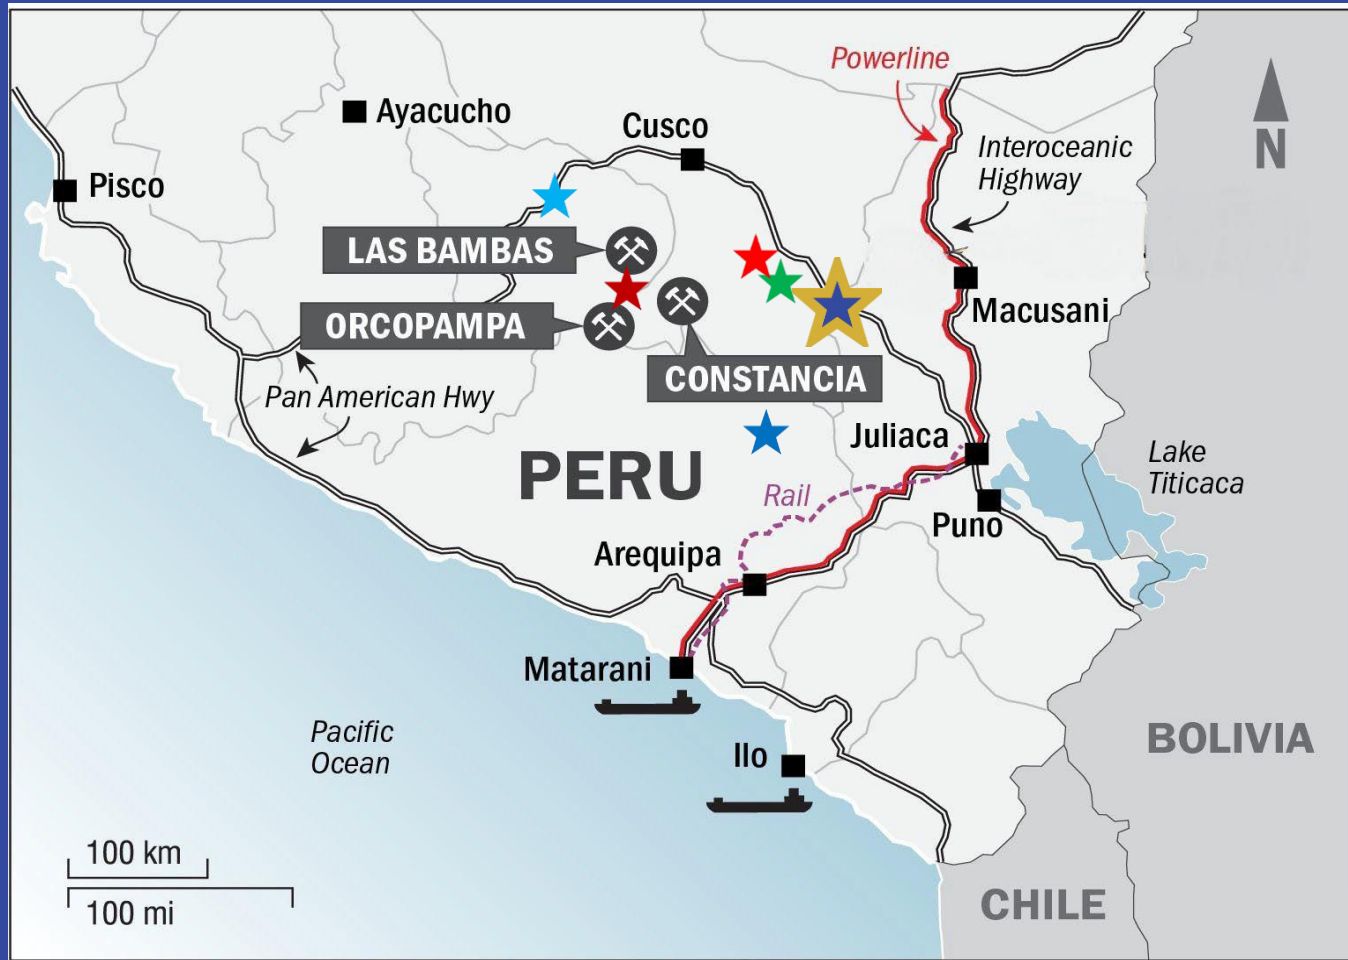 Powerline
Ayacucho
Cusco
N
Interoceanic
Highway
Pisco
LAS BAMBAS
Macusani
ORCOPAMPA
CONSTANCIA
Pan American Hwy
Juliaca
Lake
Titicaca
PERU
Rail
Puno
Arequipa
Matarani
Pacific
Ocean
Ilo
BOLIVIA
100 km
100 mi
CHILE